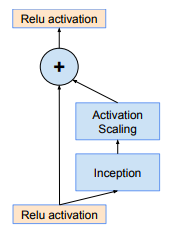 Relu activation
+
Activation
Scaling
Inception
Relu activation